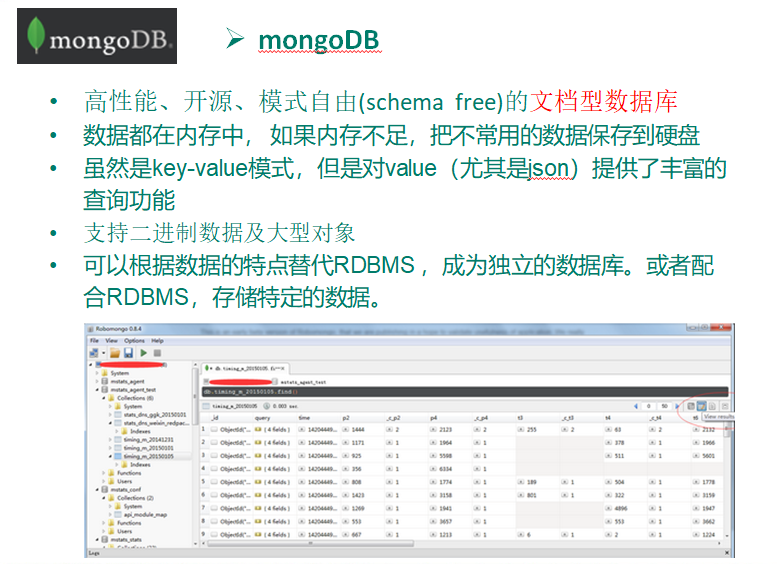 mongoDB®
mongoDB
高性能、开源、模式自由(schema free)的文档型数据库
数据都在内存中， 如果内存不足，把不常用的数据保存到硬盘
虽然是key-value模式，但是对value（尤其是json）提供了丰富的
查询功能
支持二进制数据及大型对象
可以根据数据的特点替代RDBMS ，成为独立的数据库。或者配
合RDBMS，存储特定的数据。
Robomongo 0.8.4
File View Options Help
System
mstats_agent
mstats_agent_test
Collections (6)
System
stats_dns_ggk_20150101
stats_dns_weixin_redpac...
Indexes
timing_m_20141231
timing_m_20150101
timing_m_20150105
Indexes
Functions
Users
mstats_conf
Collections (2)
System
api_module_map
Functions
Users
mstats_stats
mstats_agent_test
db.timing_m_20150105.find()
timing_m_20150105 0.003 sec
0 50
View results
_id query time p2 _c_p2 p4 _c_p4 t3 _c_t3 t4 _c_t4 t6
1 ObjectId("... { 4 fields } 14204449... 1444 2 2123 2 255 2 63 2 2132
2 ObjectId("... { 4 fields } 14204449... 1171 1 1964 1 378 1 1966
3 ObjectId("... { 4 fields } 14204449... 925 1 5598 1 511 1 5601
4 ObjectId("... { 4 fields } 14204449... 356 1 6334 1
5 ObjectId("... { 4 fields } 14204449... 808 1 1774 1 189 1 504 1 1778
6 ObjectId("... { 4 fields } 14204449... 1423 1 3158 1 801 1 322 1 3159
7 ObjectId("... { 4 fields } 14204449... 1269 1 1941 1 4896 1 1947
8 ObjectId("... { 4 fields } 14204449... 553 1 3657 1 553 1 3662
9 ObjectId("... { 4 fields } 14204449... 667 1 1213 1 6 1 2 1 1224
Logs